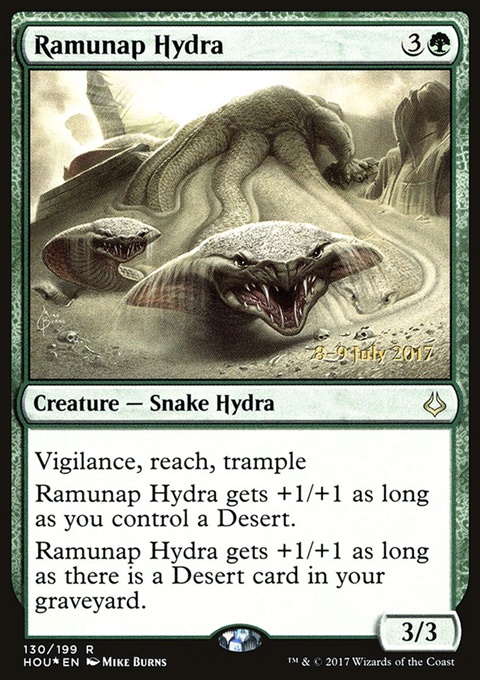 Ramunap Hydra 3
8–9 July 2017
Creature — Snake Hydra
Vigilance, reach, trample
Ramunap Hydra gets +1/+1 as long
as you control a Desert.
Ramunap Hydra gets +1/+1 as long
as there is a Desert card in your
graveyard.
3/3
130/199 R
HOU★EN Mike Burns
™ & © 2017 Wizards of the Coast